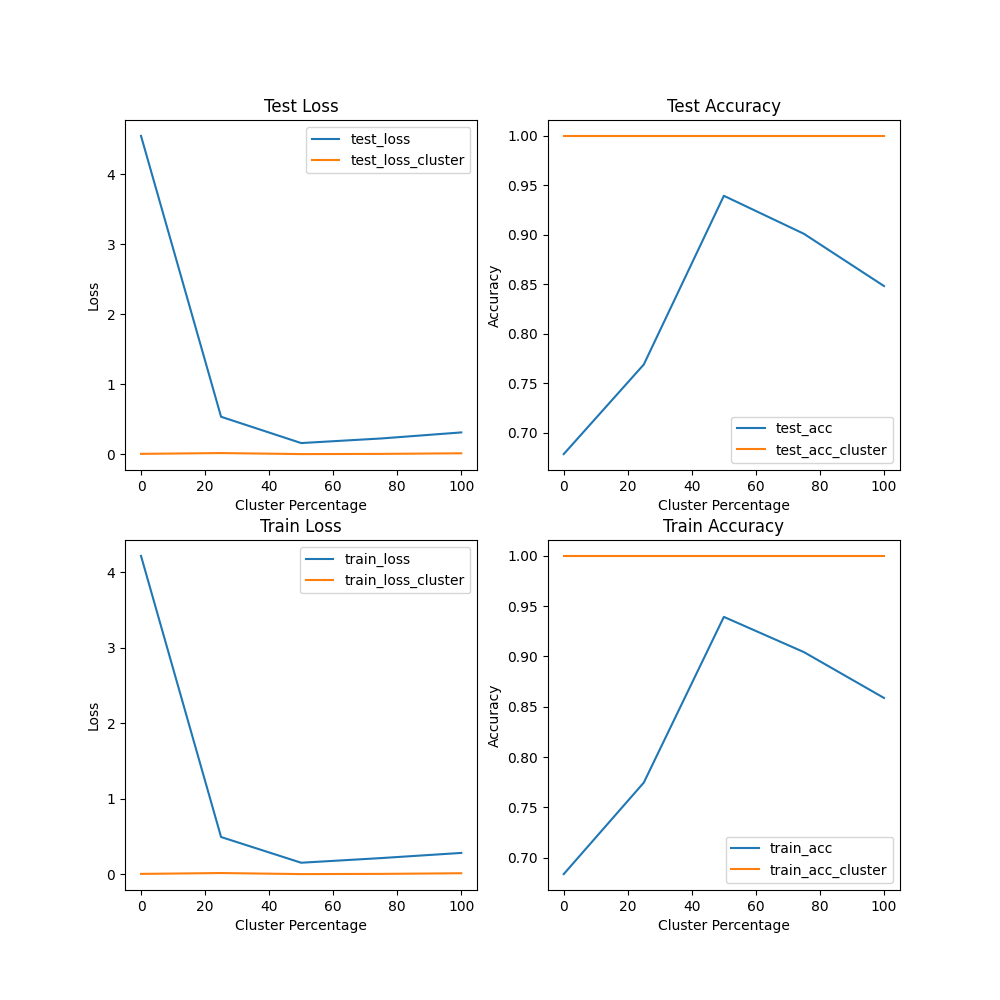 Test Loss
4
3
2
1
0
Loss
test_loss
test_loss_cluster
0 20 40 60 80 100
Cluster Percentage
Test Accuracy
1.00
0.95
0.90
0.85
0.80
0.75
0.70
Accuracy
test_acc
test_acc_cluster
0 20 40 60 80 100
Cluster Percentage
Train Loss
4
3
2
1
0
Loss
train_loss
train_loss_cluster
0 20 40 60 80 100
Cluster Percentage
Train Accuracy
1.00
0.95
0.90
0.85
0.80
0.75
0.70
Accuracy
train_acc
train_acc_cluster
0 20 40 60 80 100
Cluster Percentage